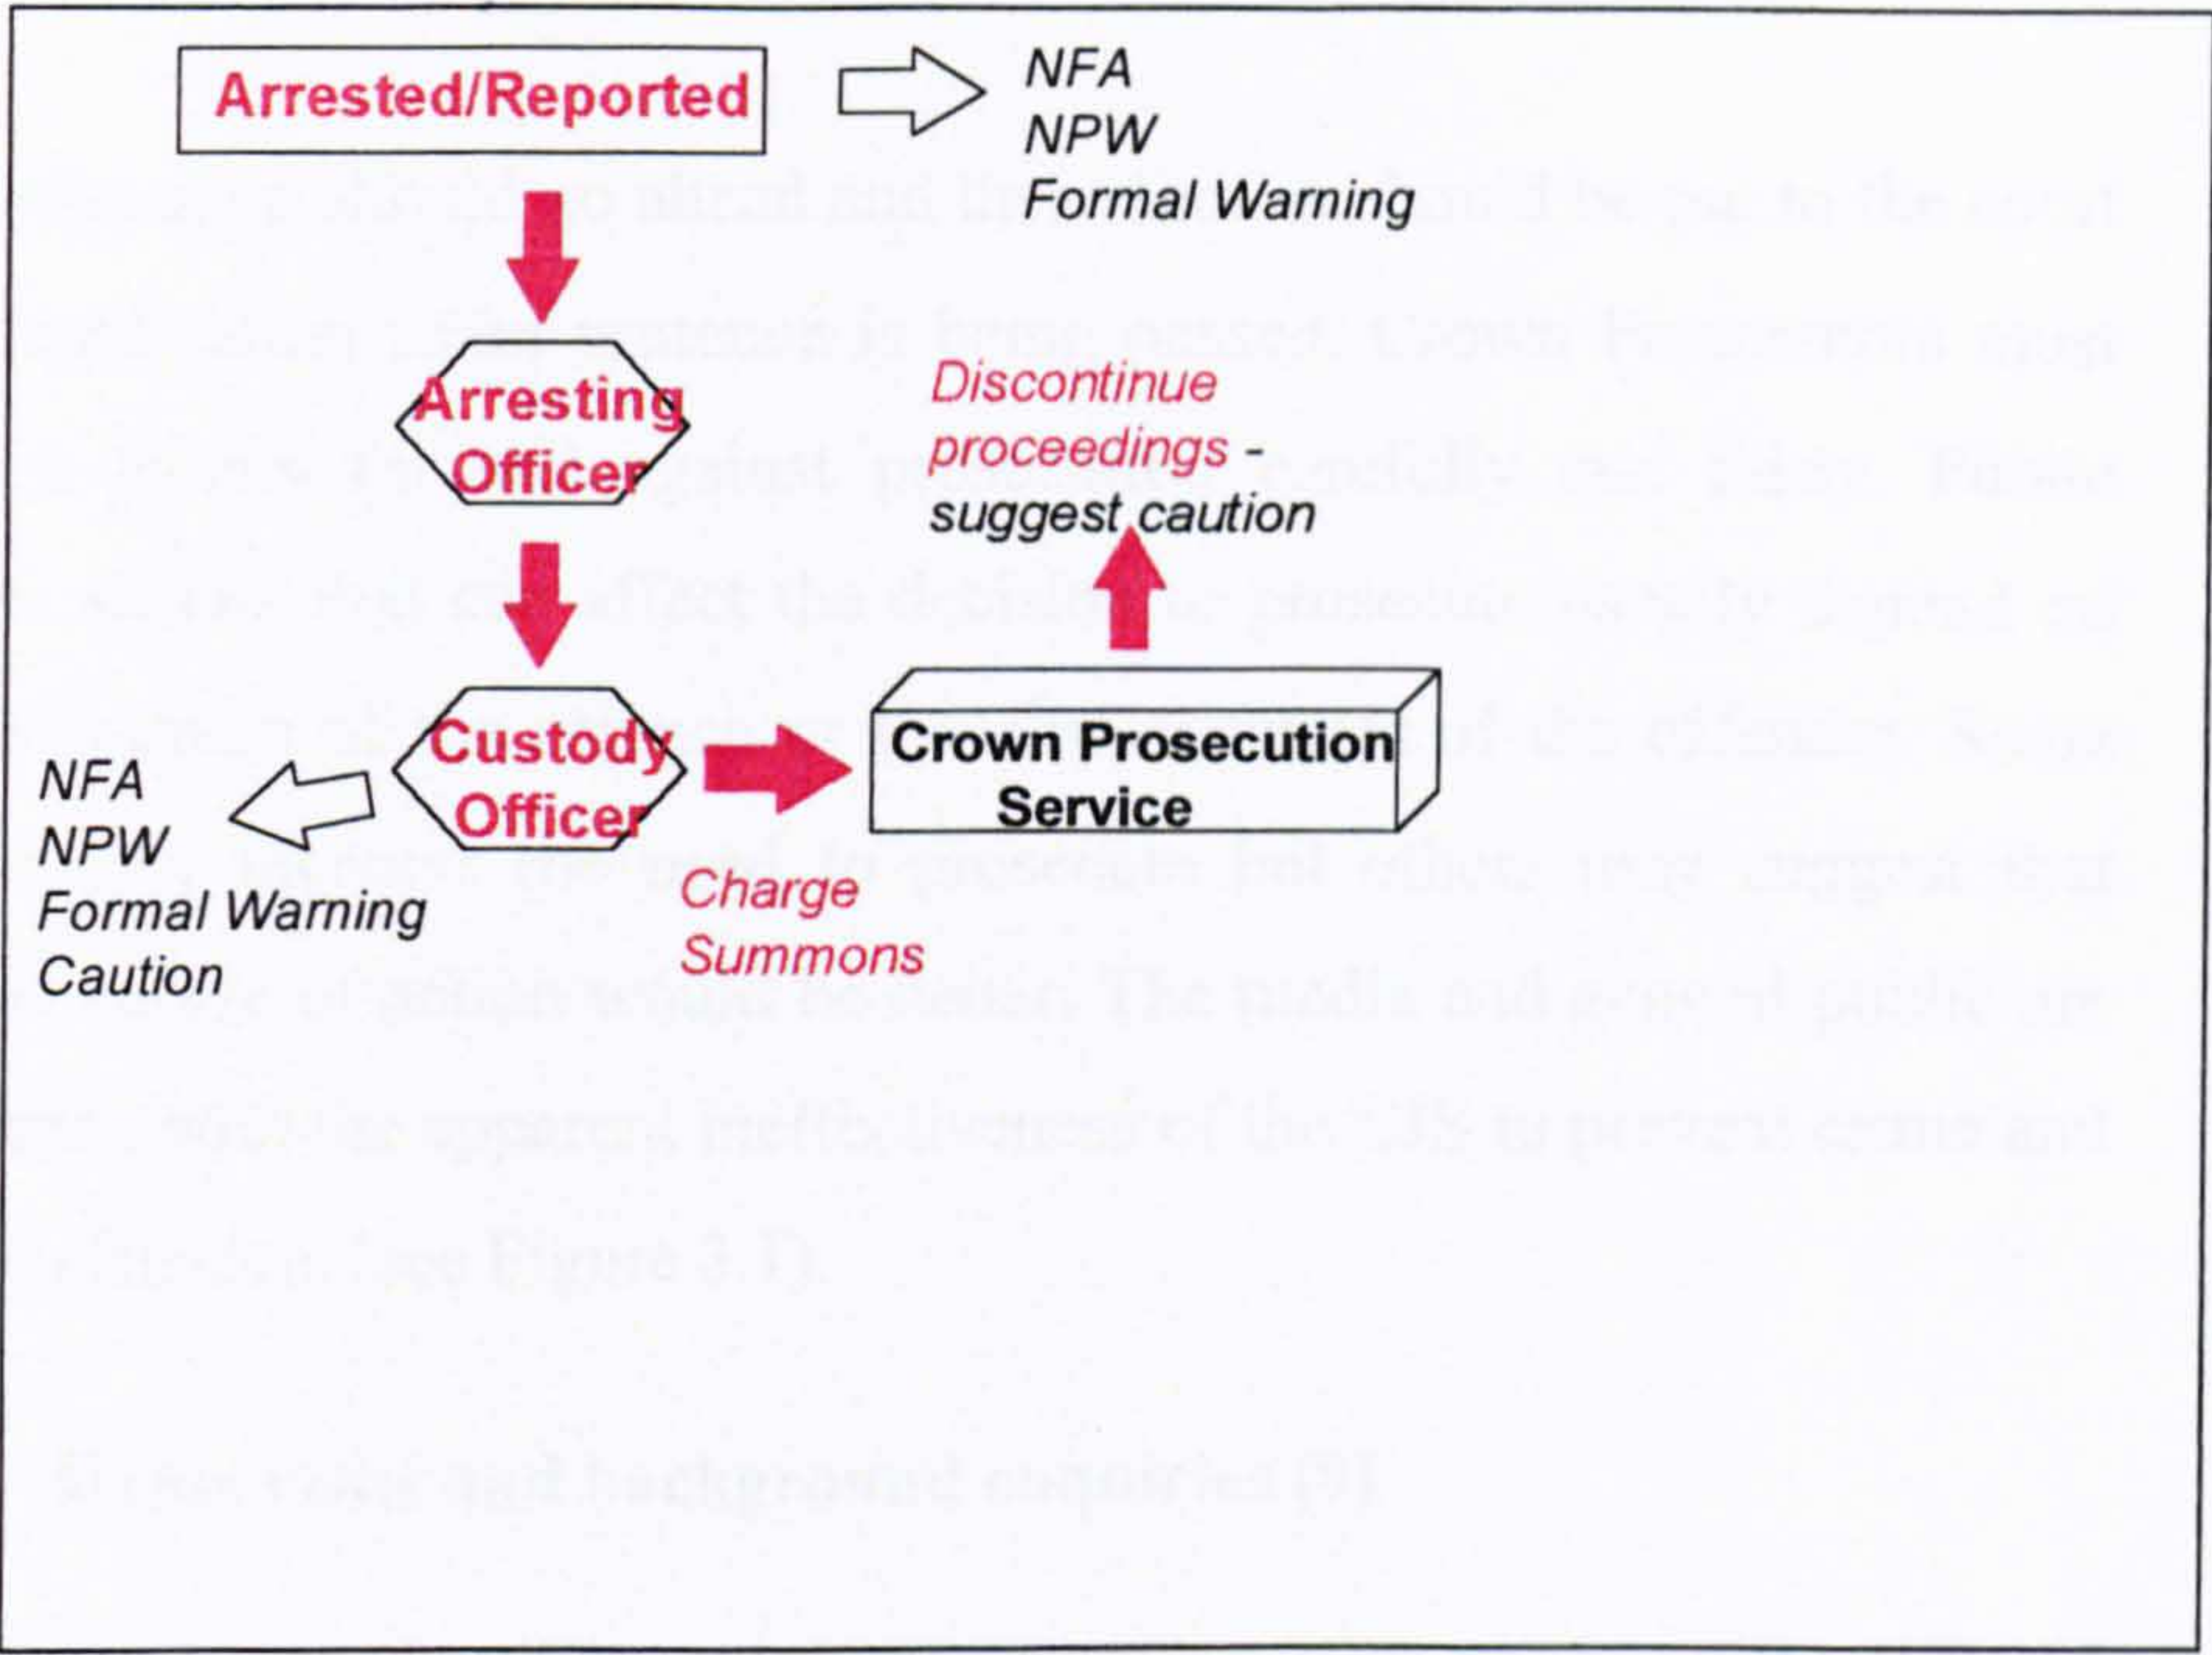 Arrested/Reported
NFA
NPW
Formal Warning
Arresting
Officer
Discontinue
proceedings -
suggest caution
Custody
Officer
Crown Prosecution
Service
NFA
NPW
Formal Warning
Caution
Charge
Summons